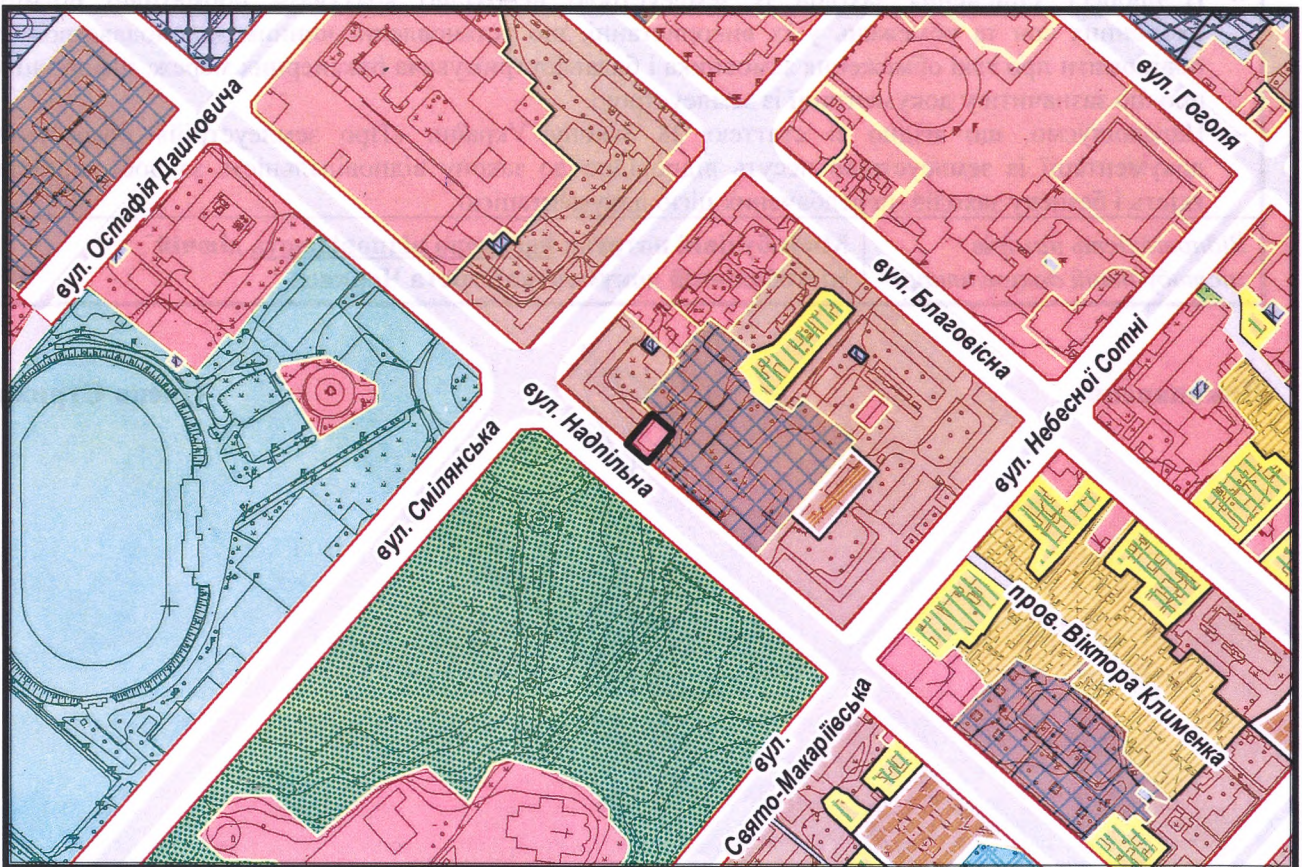 вул. Остафія Дашковича
вул. Гоголя
вул. Благовісна
вул. Небесної Сотні
вул. Надпільна
вул. Смілянська
пров. Віктора Клименка
вул.
Свято-Макаріївська